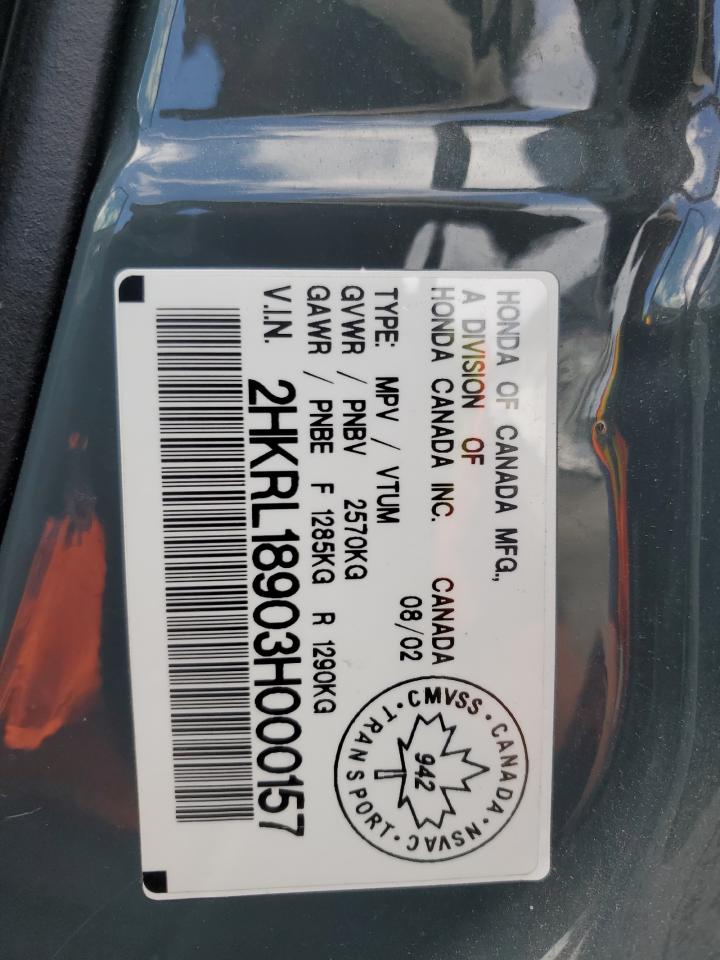 HONDA OF CANADA MFG.,
A DIVISION OF
HONDA CANADA INC. CANADA
08/02
TYPE: MPV / VTUM
GVWR / PNBV 2570KG
GAWR / PNBE F 1285KG R 1290KG
V.I.N. 2HKRL18903H000157
CMVSS · CANADA · NSVAC · TRANSPORT ·
942